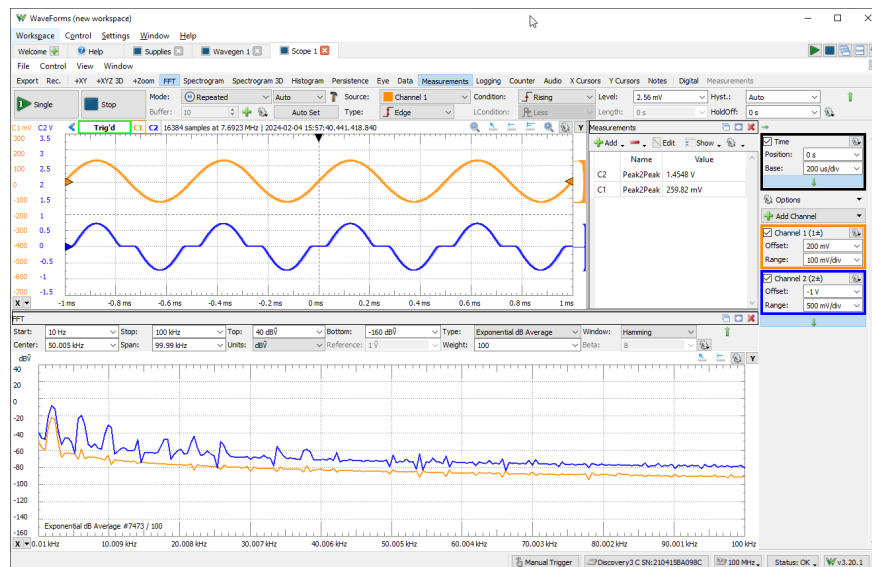 WaveForms (new workspace)
Workspace Control Settings Window Help
Welcome Help Supplies Wavegen 1 Scope 1
File Control View Window
Export Rec. +XY +XYZ 3D +Zoom FFT Spectrogram Spectrogram 3D Histogram Persistence Eye Data Measurements Logging Counter Audio X Cursors Y Cursors Notes Digital Measurements
Single Stop Mode: Repeated Auto Source: Channel 1 Condition: Rising Level: 2.56 mV Hyst.: Auto
Buffer: 10 Auto Set Type: Edge LCondition: Less Length: 0 s HoldOff: 0 s
C1 mV C2 V Trig'd C1 C2 16384 samples at 7.6923 MHz | 2024-02-04 15:57:40.441.418.840 Y
300 3.5
200 3
100 2.5
0 2
-100 1.5
-200 1
-300 0.5
-400 0
-500 -0.5
-600 -1
-700 -1.5
X -1 ms -0.8 ms -0.6 ms -0.4 ms -0.2 ms 0 ms 0.2 ms 0.4 ms 0.6 ms 0.8 ms 1 ms
Measurements
Add Edit Show
Name Value
C2 Peak2Peak 1.4548 V
C1 Peak2Peak 259.82 mV
Time
Position: 0 s
Base: 200 us/div
Options
Add Channel
Channel 1 (1±)
Offset: 200 mV
Range: 100 mV/div
Channel 2 (2±)
Offset: -1 V
Range: 500 mV/div
FFT
Start: 10 Hz Stop: 100 kHz Top: 40 dBṼ Bottom: -160 dBṼ Type: Exponential dB Average Window: Hamming
Center: 50.005 kHz Span: 99.99 kHz Units: dBṼ Reference: 1 Ṽ Weight: 100 Beta: 8
dBṼ Y
40
20
0
-20
-40
-60
-80
-100
-120
-140
-160
Exponential dB Average #7473 / 100
X 0.01 kHz 10.009 kHz 20.008 kHz 30.007 kHz 40.006 kHz 50.005 kHz 60.004 kHz 70.003 kHz 80.002 kHz 90.001 kHz 100 kHz
Manual Trigger Discovery3 C SN:210415BA098C 100 MHz Status: OK v3.20.1